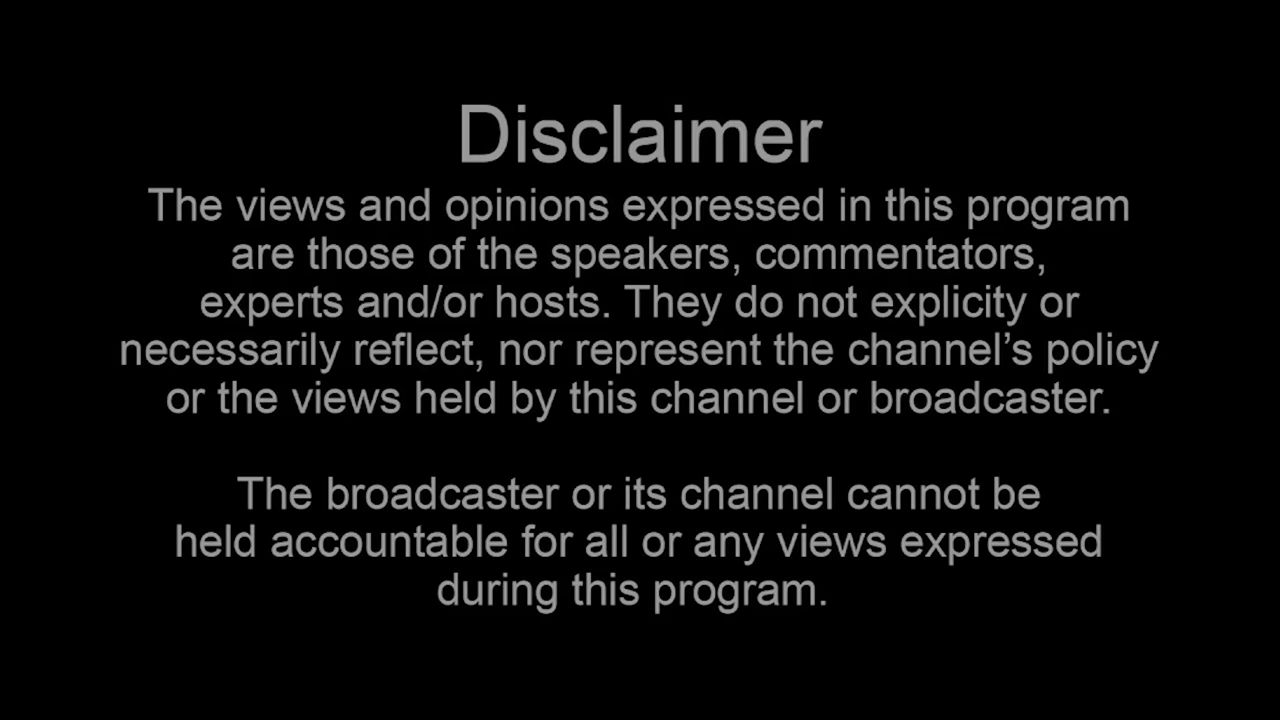 Disclaimer
The views and opinions expressed in this program
are those of the speakers, commentators,
experts and/or hosts. They do not explicity or
necessarily reflect, nor represent the channel’s policy
or the views held by this channel or broadcaster.
The broadcaster or its channel cannot be
held accountable for all or any views expressed
during this program.